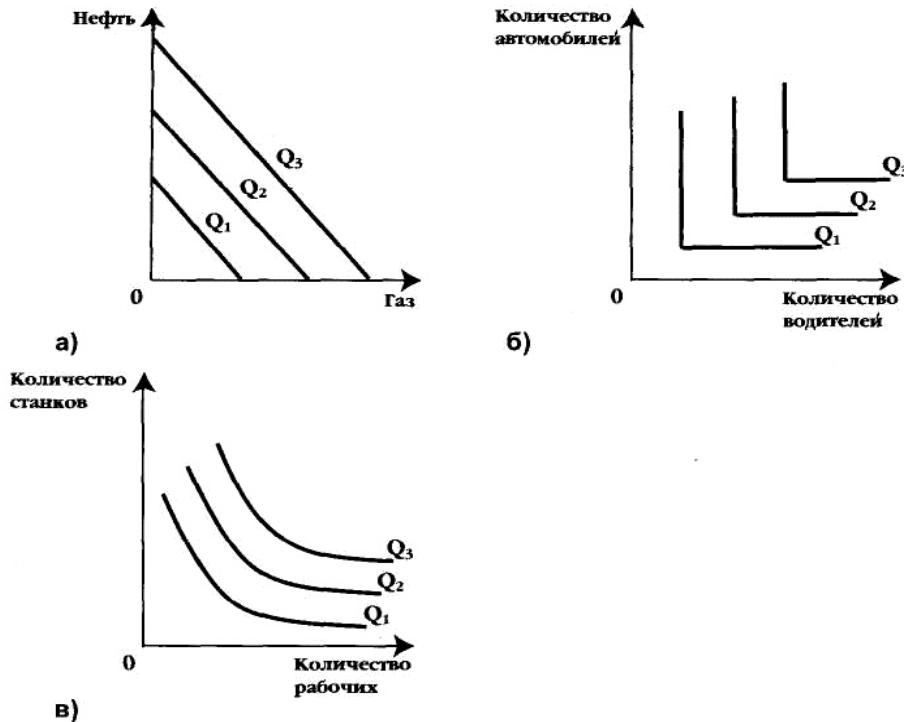 Нефть
Q₃
Q₂
Q₁
0
Газ
а)
Количество
автомобилей
Q₃
Q₂
Q₁
0
Количество
водителей
б)
Количество
станков
Q₃
Q₂
Q₁
0
Количество
рабочих
в)